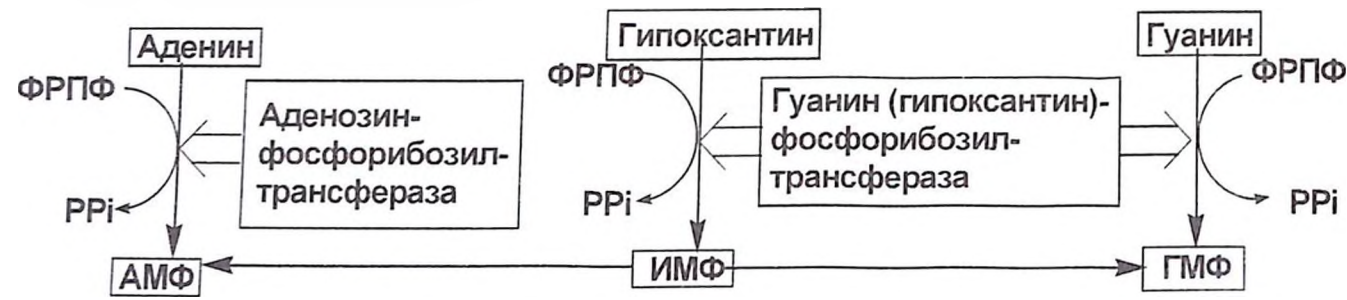 Аденин
Гипоксантин
Гуанин
ФРПФ
ФРПФ
ФРПФ
Аденозин-
фосфорибозил-
трансфераза
Гуанин (гипоксантин)-
фосфорибозил-
трансфераза
PPi
PPi
PPi
АМФ
ИМФ
ГМФ